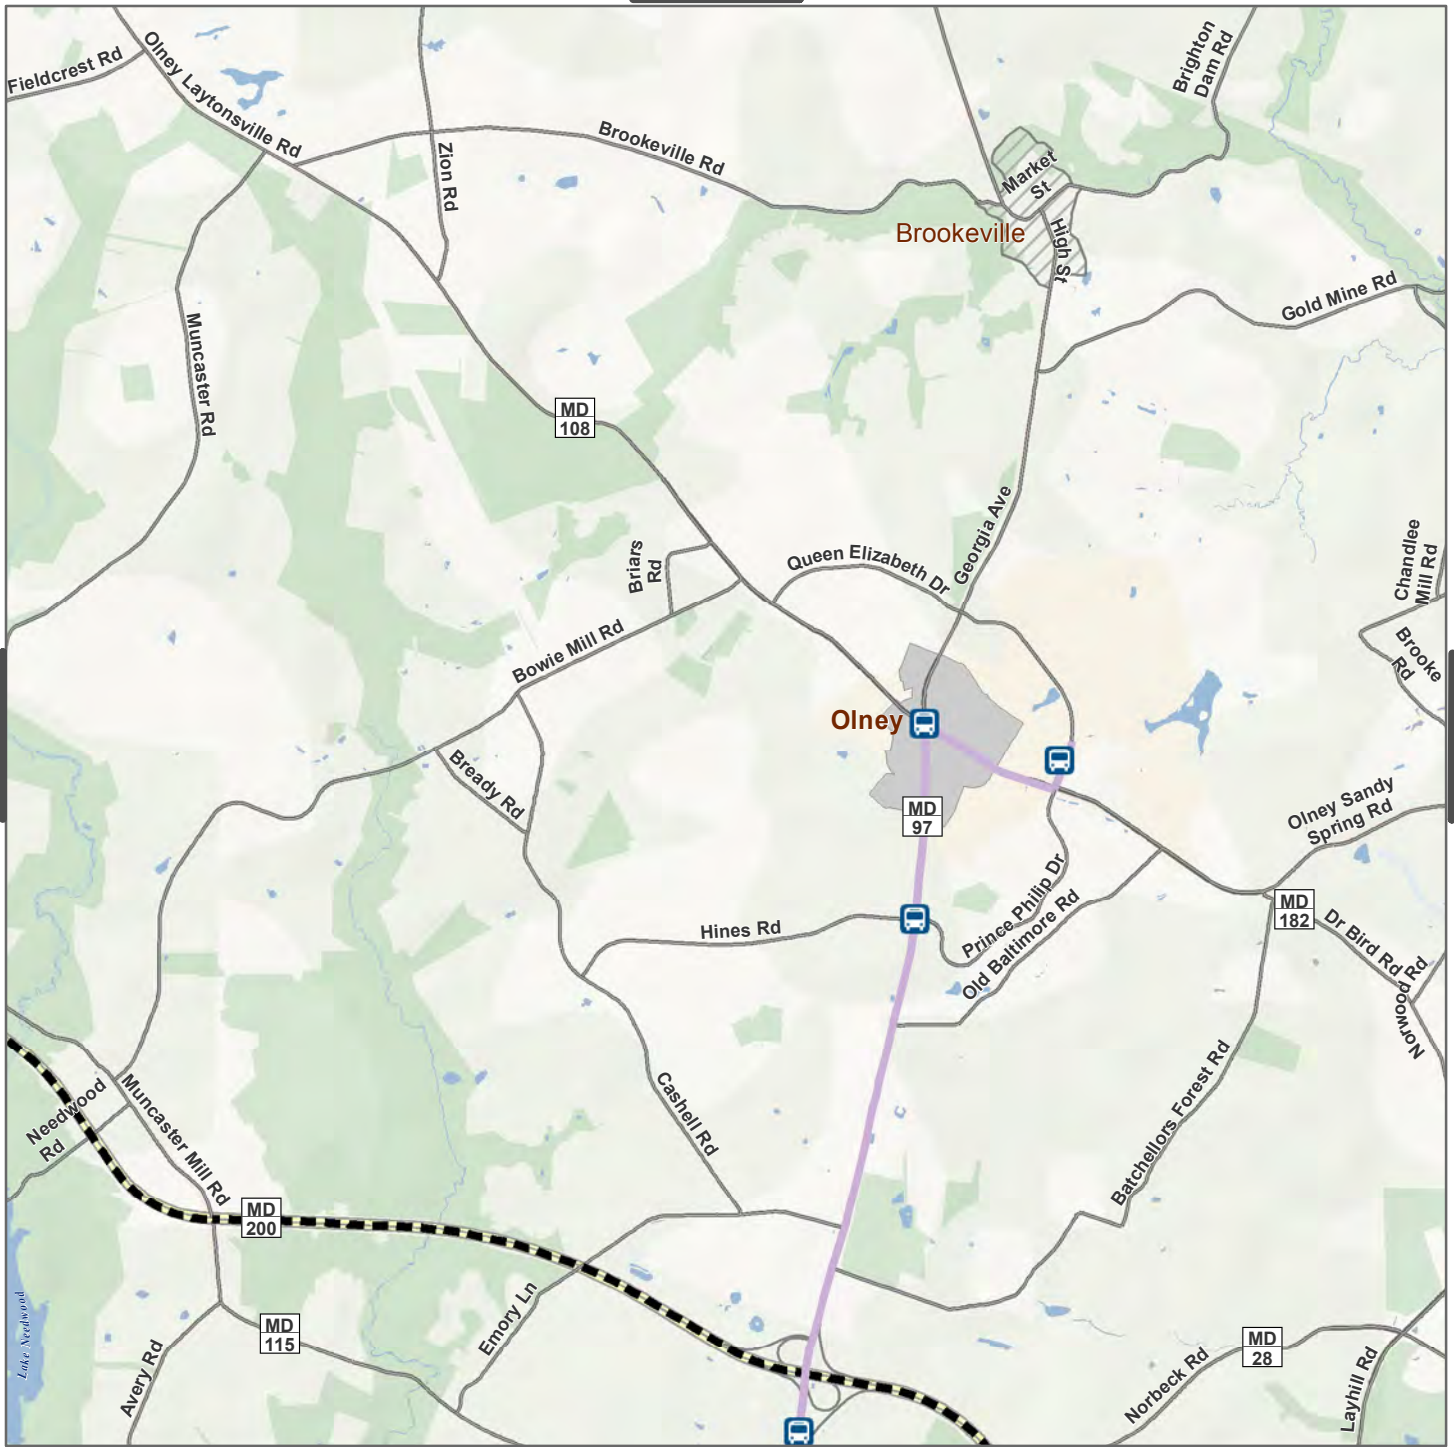 Fieldcrest Rd
Olney Laytonsville Rd
Zion Rd
Brookeville Rd
Brighton
Dam Rd
Market
St
Brookeville
High St
Gold Mine Rd
Muncaster Rd
MD
108
Georgia Ave
Queen Elizabeth Dr
Briars
Rd
Bowie Mill Rd
Chandlee
Mill Rd
Brooke
Rd
Olney
Bready Rd
MD
97
Olney Sandy
Spring Rd
Prince Philip Dr
Old Baltimore Rd
Hines Rd
MD
182
Dr Bird Rd
Norwood Rd
Cashell Rd
Batchellors Forest Rd
Needwood
Rd
Muncaster Mill Rd
MD
200
Emory Ln
MD
115
Avery Rd
Lake Needwood
Norbeck Rd
MD
28
Layhill Rd